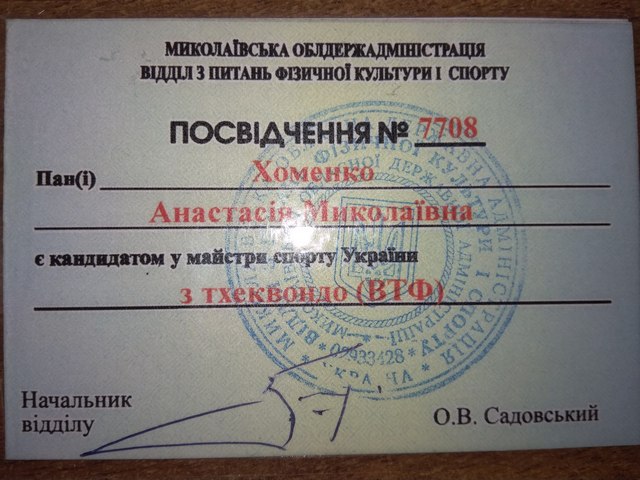 МИКОЛАЇВСЬКА ОБЛДЕРЖАДМІНІСТРАЦІЯ
ВІДДІЛ З ПИТАНЬ ФІЗИЧНОЇ КУЛЬТУРИ І СПОРТУ
ПОСВІДЧЕННЯ № 7708
Пан(і) Хоменко
Анастасія Миколаївна
є кандидатом у майстри спорту України
з тхеквондо (ВТФ)
Начальник
відділу
О.В. Садовський